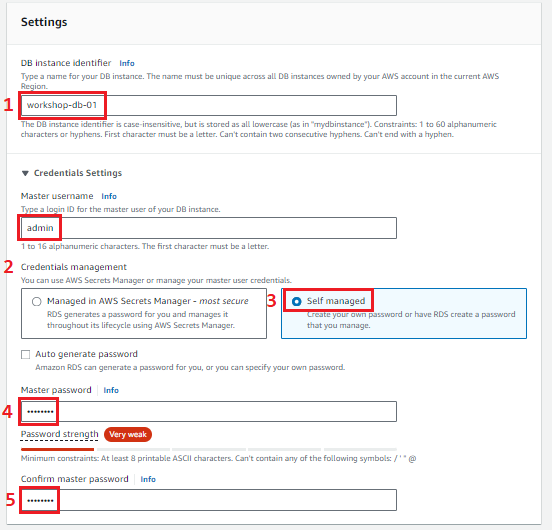 Settings
DB instance identifier Info
Type a name for your DB instance. The name must be unique across all DB instances owned by your AWS account in the current AWS
Region.
1 workshop-db-01
The DB instance identifier is case-insensitive, but is stored as all lowercase (as in "mydbinstance"). Constraints: 1 to 60 alphanumeric
characters or hyphens. First character must be a letter. Can't contain two consecutive hyphens. Can't end with a hyphen.
▼ Credentials Settings
Master username Info
Type a login ID for the master user of your DB instance.
admin
1 to 16 alphanumeric characters. The first character must be a letter.
2 Credentials management
You can use AWS Secrets Manager or manage your master user credentials.
Managed in AWS Secrets Manager - most secure
RDS generates a password for you and manages it
throughout its lifecycle using AWS Secrets Manager.
3 Self managed
Create your own password or have RDS create a password
that you manage.
Auto generate password
Amazon RDS can generate a password for you, or you can specify your own password.
Master password Info
4 ••••••••
Password strength Very weak
Minimum constraints: At least 8 printable ASCII characters. Can't contain any of the following symbols: / ' " @
Confirm master password Info
5 ••••••••